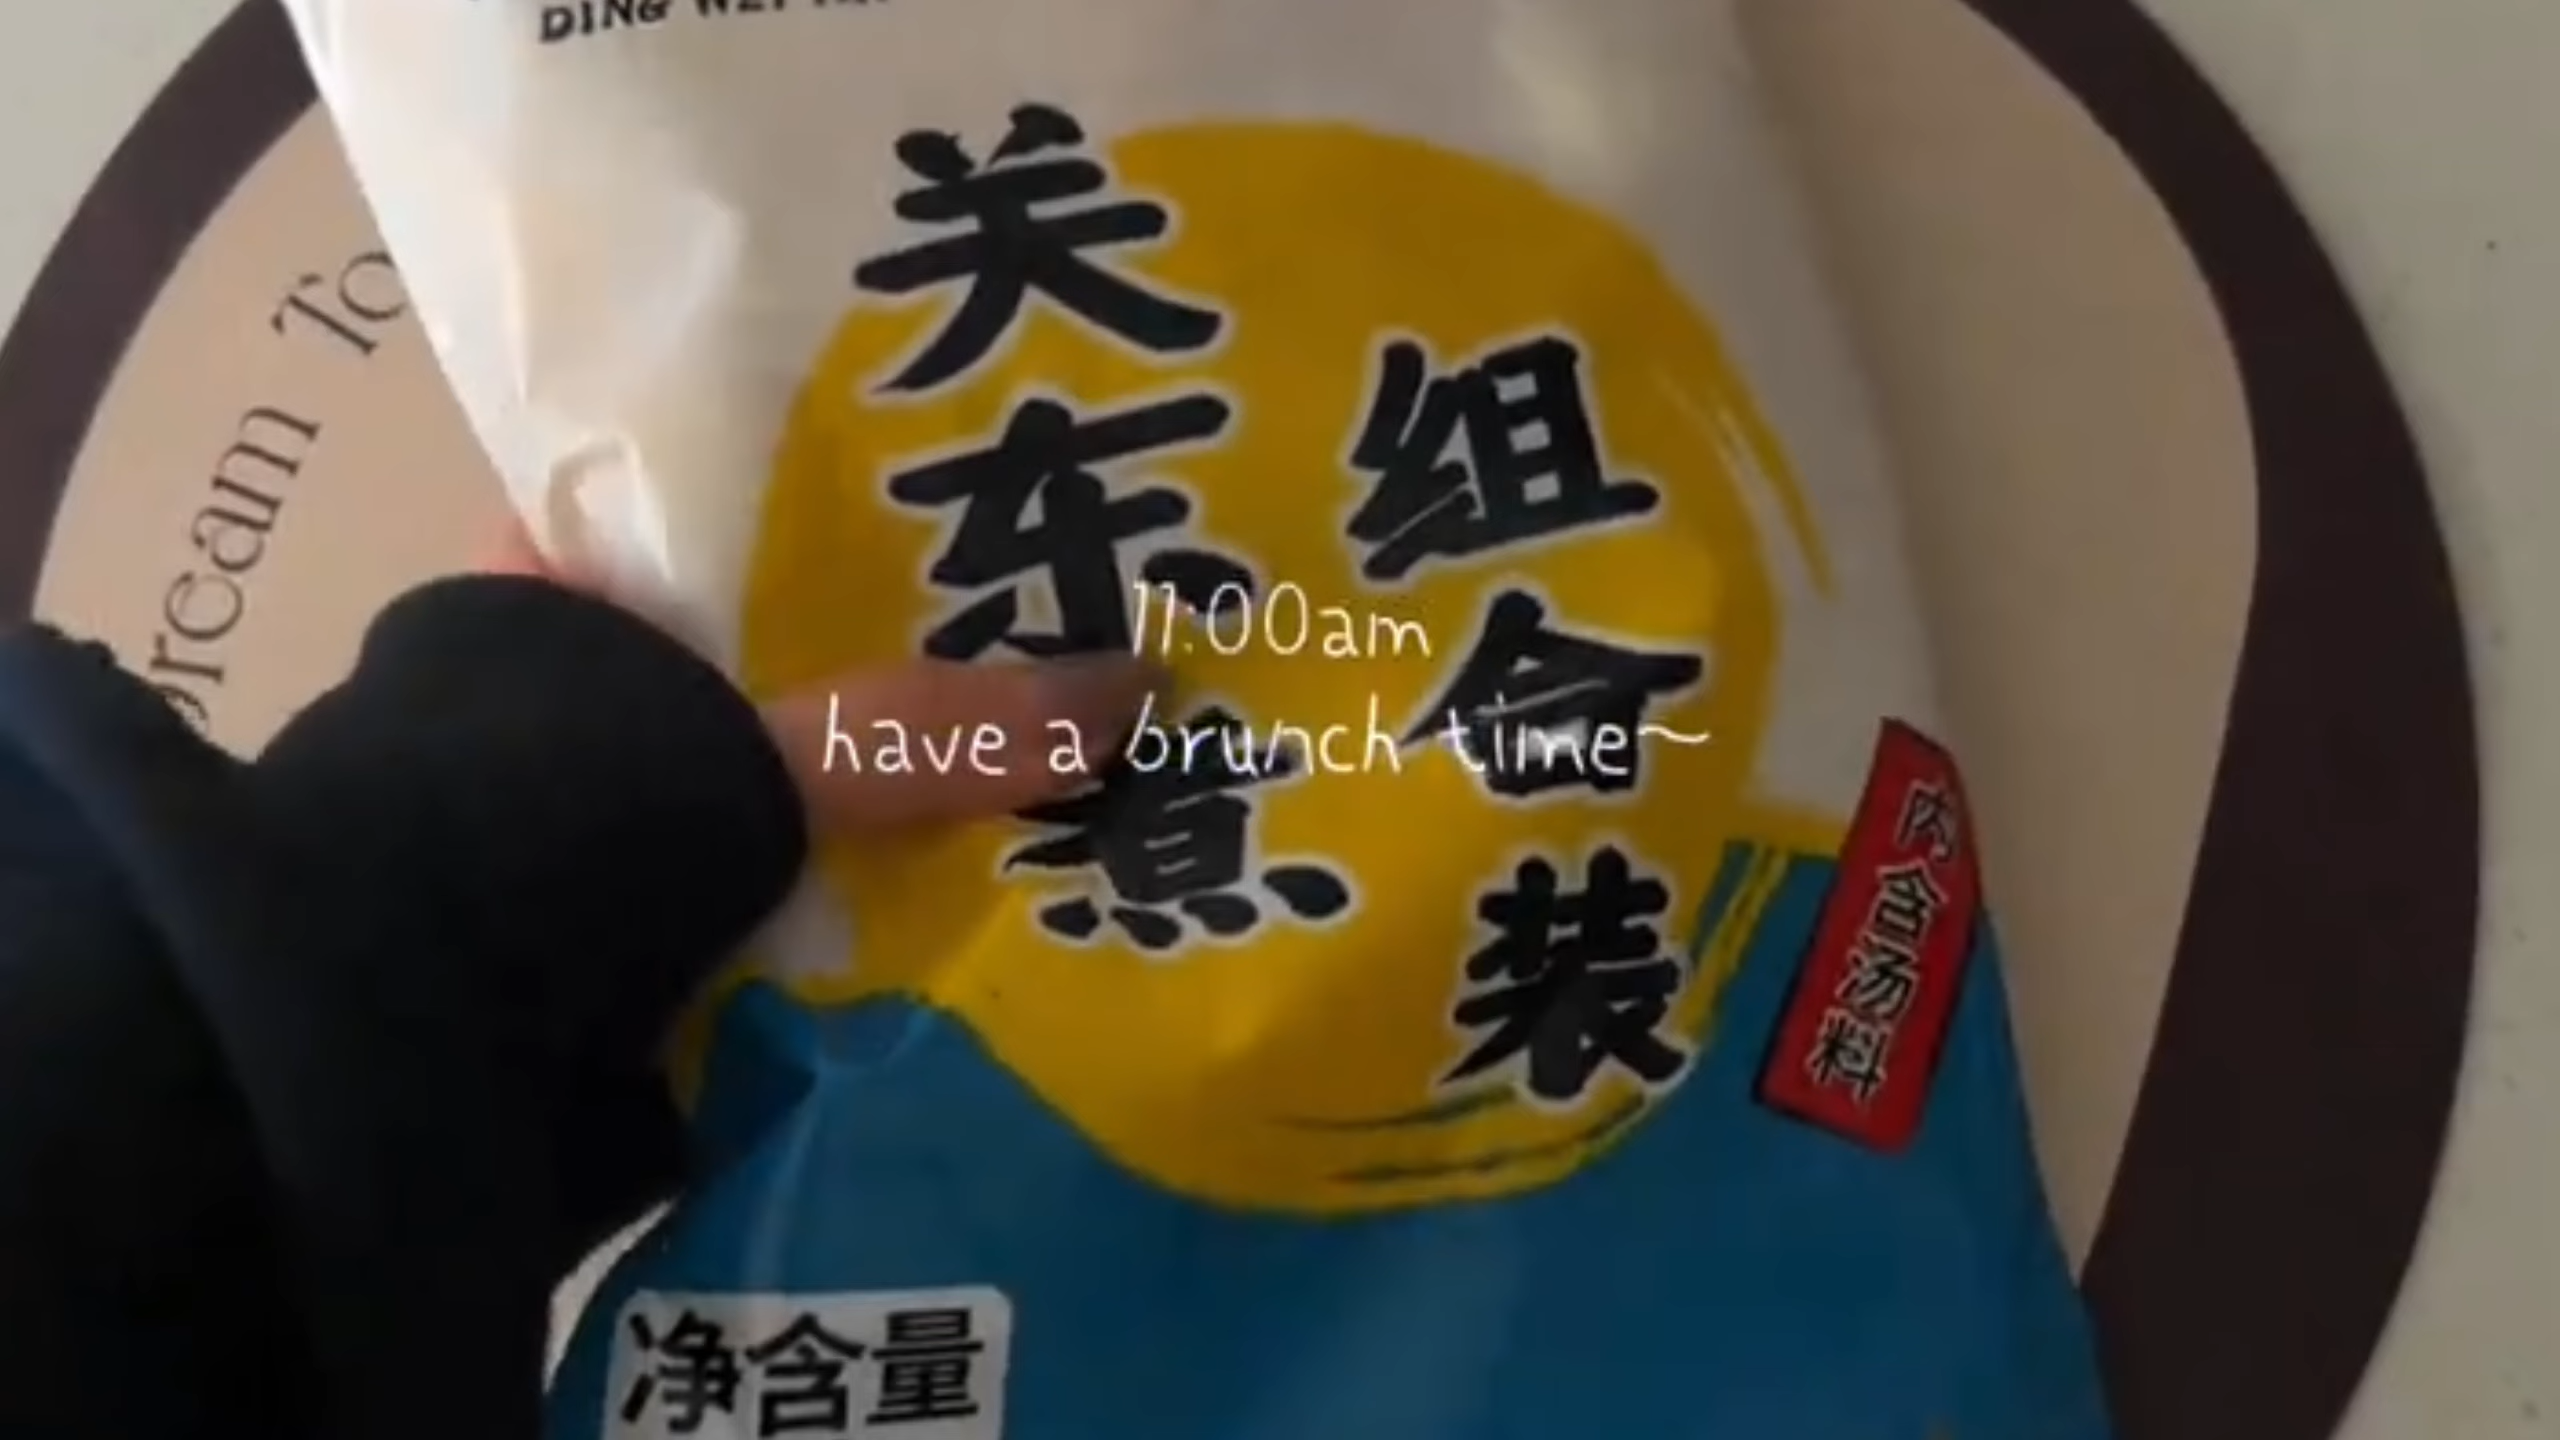 DING
关东煮
组合装
11:00am
have a brunch time~
内含汤料
净含量
Dream To